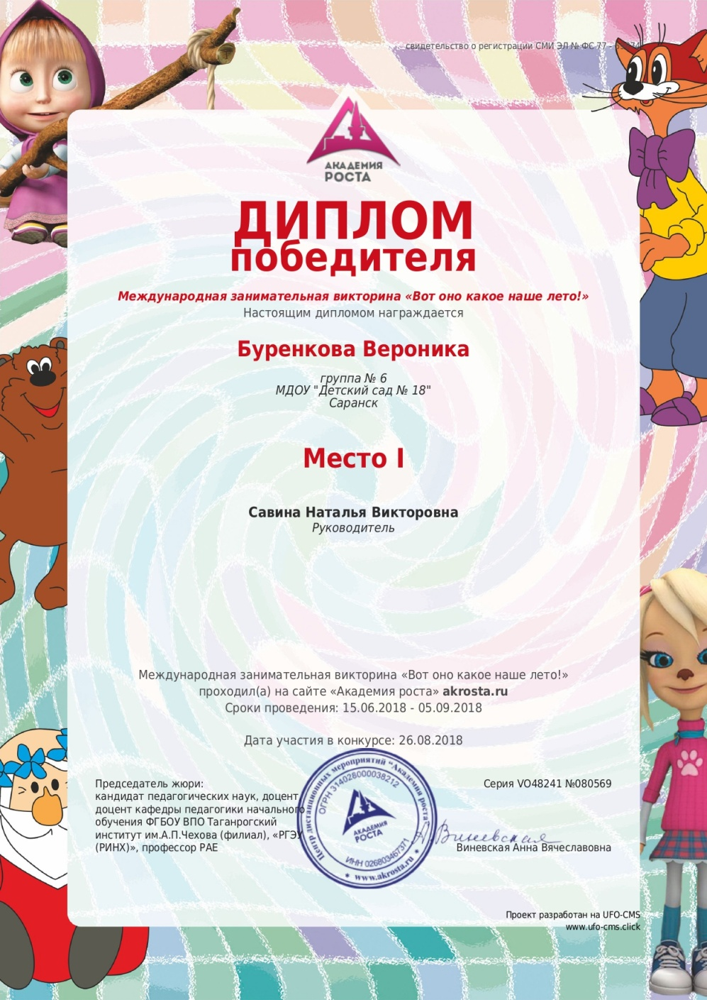 свидетельство о регистрации СМИ ЭЛ № ФС 77 -
АКАДЕМИЯ
РОСТА
ДИПЛОМ
победителя
Международная занимательная викторина «Вот оно какое наше лето!»
Настоящим дипломом награждается
Буренкова Вероника
группа № 6
МДОУ "Детский сад № 18"
Саранск
Место I
Савина Наталья Викторовна
Руководитель
Международная занимательная викторина «Вот оно какое наше лето!»
проходил(а) на сайте «Академия роста» akrosta.ru
Сроки проведения: 15.06.2018 - 05.09.2018
Дата участия в конкурсе: 26.08.2018
Председатель жюри:
кандидат педагогических наук, доцент,
доцент кафедры педагогики начального
обучения ФГБОУ ВПО Таганрогский
институт им.А.П.Чехова (филиал), «РГЭУ
(РИНХ)», профессор РАЕ
Центр дистанционных мероприятий "Академия роста"
ОГРН 314028000038212
АКАДЕМИЯ
РОСТА
ИНН 026803467371
www.akrosta.ru
Серия VO48241 №080569
А.Виневская
Виневская Анна Вячеславовна
Проект разработан на UFO-CMS
www.ufo-cms.click